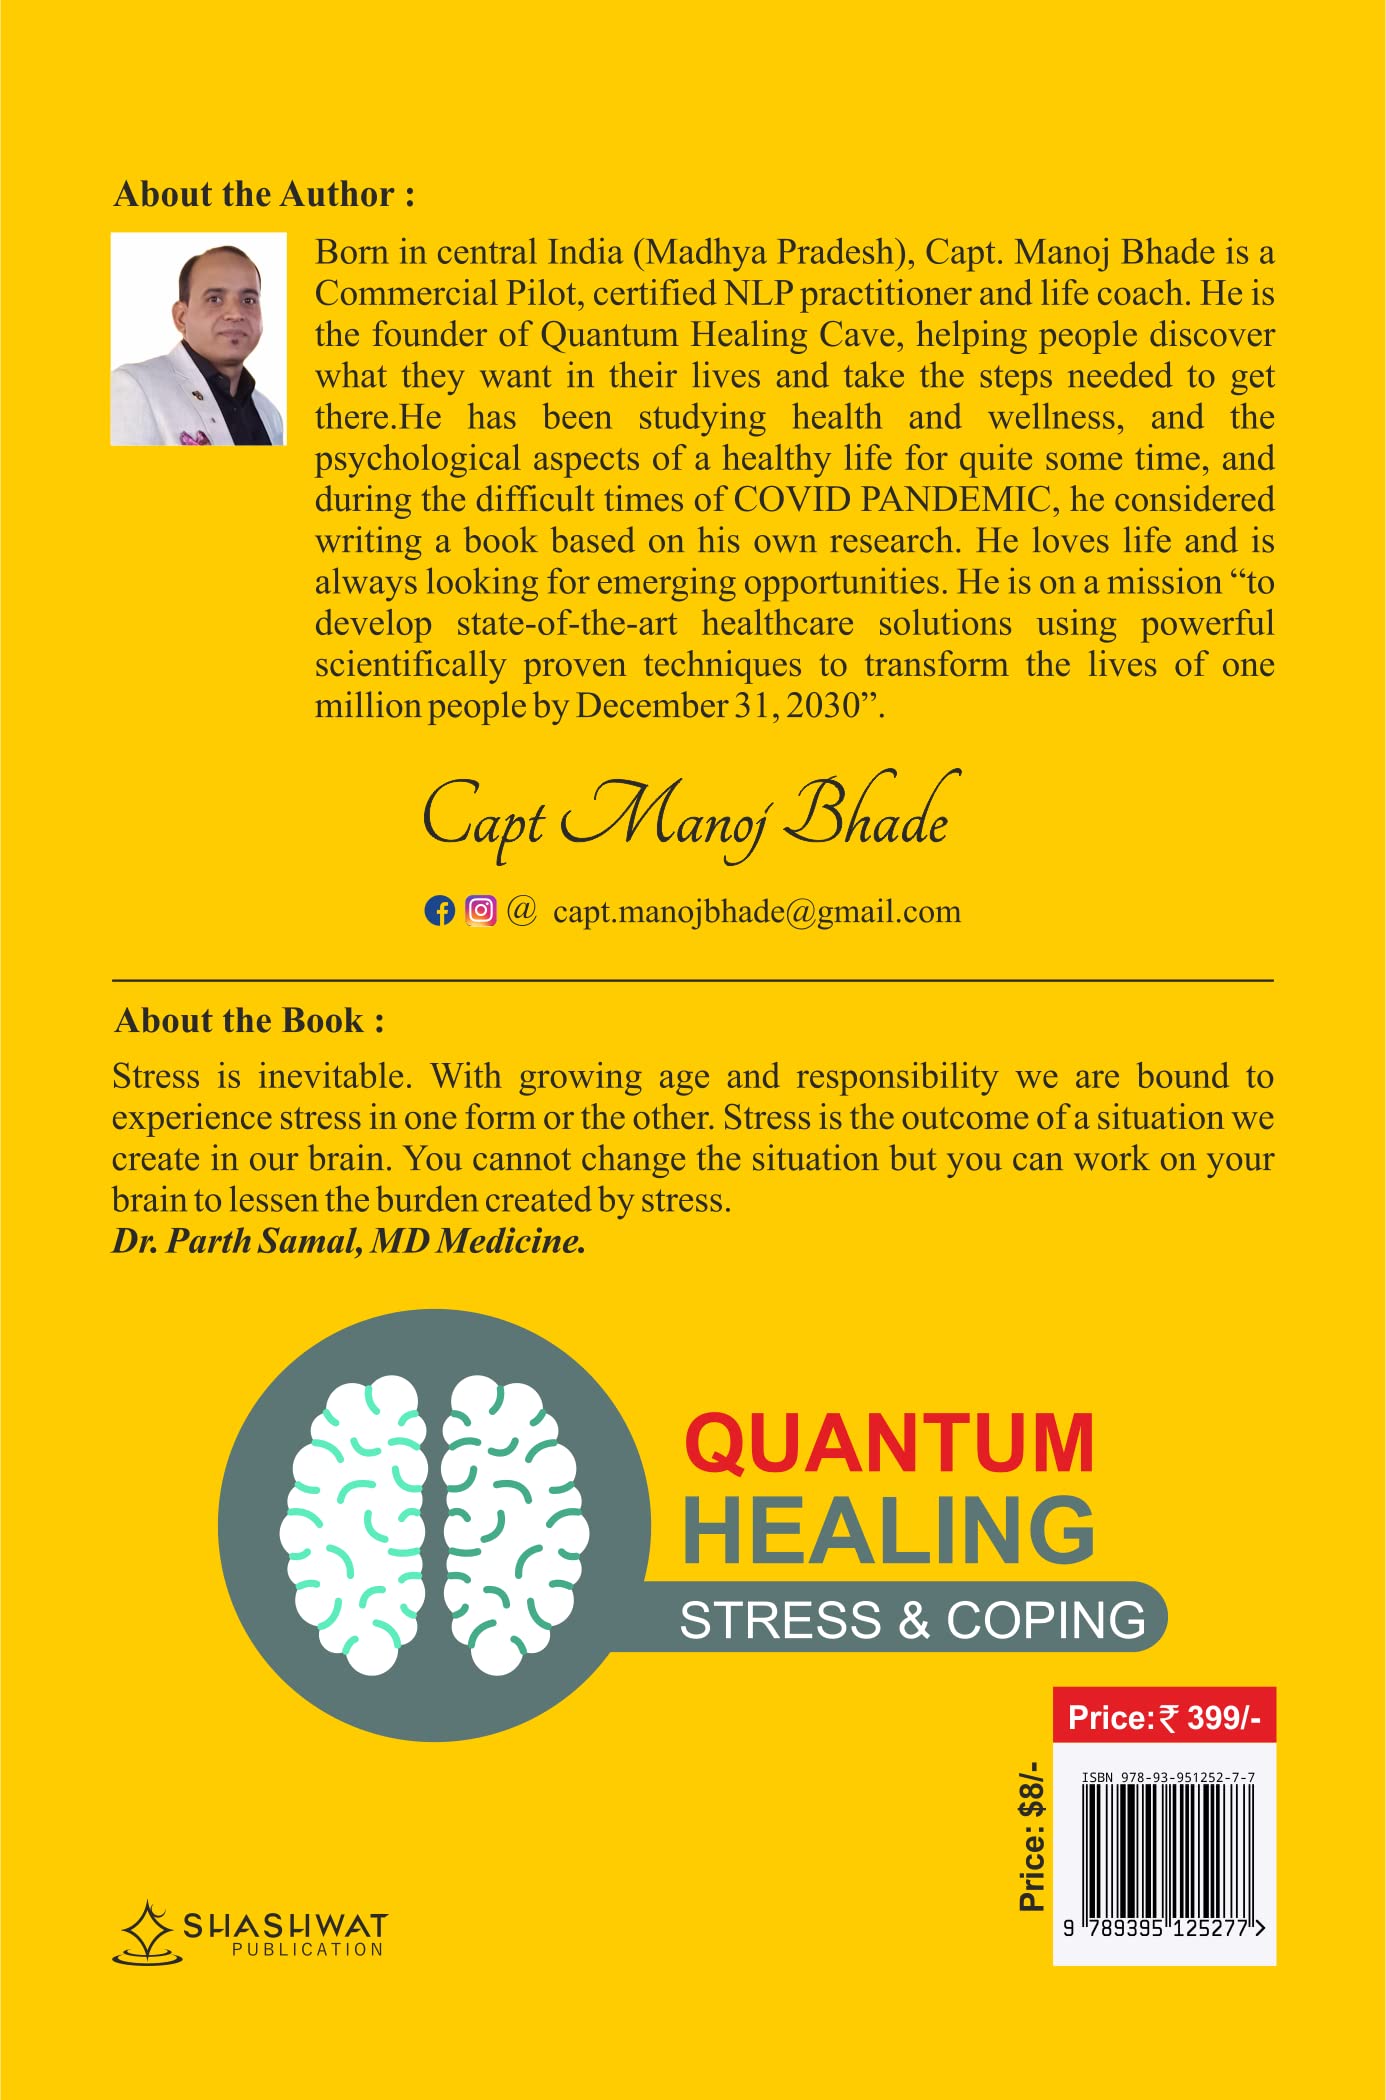 About the Author :
Born in central India (Madhya Pradesh), Capt. Manoj Bhade is a
Commercial Pilot, certified NLP practitioner and life coach. He is
the founder of Quantum Healing Cave, helping people discover
what they want in their lives and take the steps needed to get
there.He has been studying health and wellness, and the
psychological aspects of a healthy life for quite some time, and
during the difficult times of COVID PANDEMIC, he considered
writing a book based on his own research. He loves life and is
always looking for emerging opportunities. He is on a mission “to
develop state-of-the-art healthcare solutions using powerful
scientifically proven techniques to transform the lives of one
million people by December 31, 2030”.
Capt Manoj Bhade
@ capt.manojbhade@gmail.com
About the Book :
Stress is inevitable. With growing age and responsibility we are bound to
experience stress in one form or the other. Stress is the outcome of a situation we
create in our brain. You cannot change the situation but you can work on your
brain to lessen the burden created by stress.
Dr. Parth Samal, MD Medicine.
QUANTUM
HEALING
STRESS & COPING
Price:₹ 399/-
Price: $8/-
ISBN 978-93-951252-7-7
9 789395 125277 >
SHASHWAT
PUBLICATION